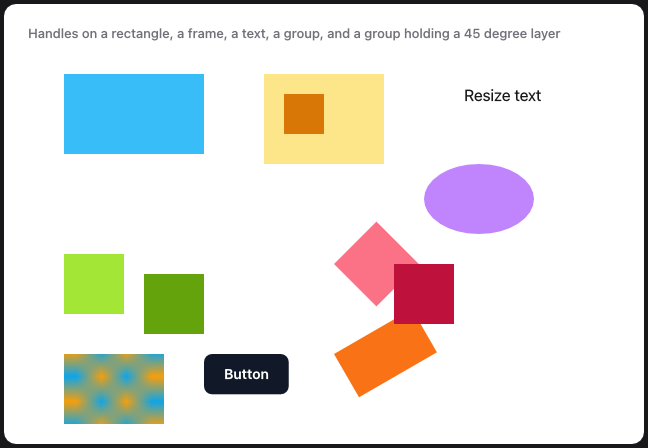 Handles on a rectangle, a frame, a text, a group, and a group holding a 45 degree layer
Resize text
Button